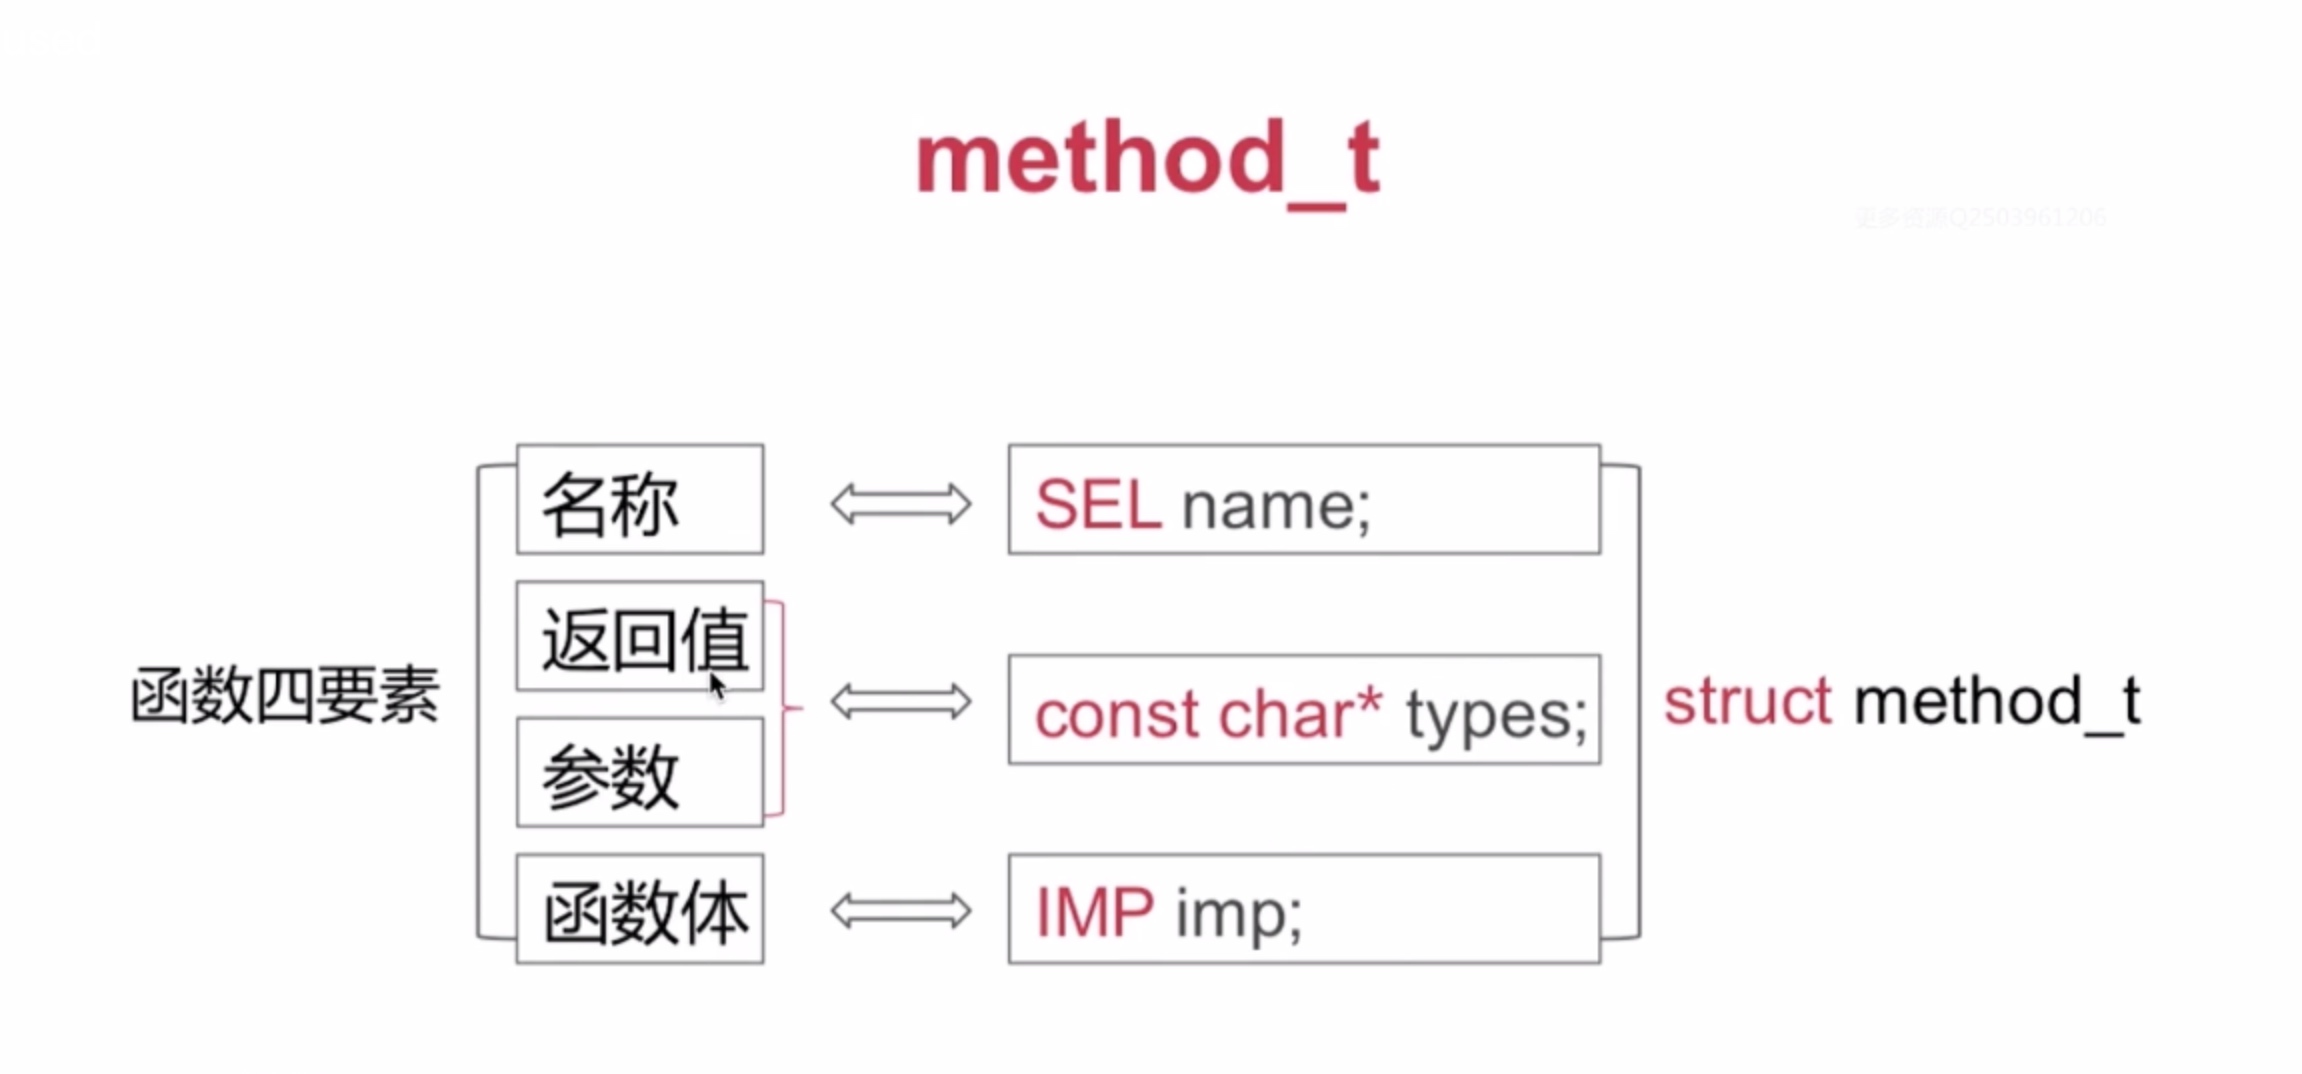 method_t
更多资源Q2503961206
函数四要素
名称
返回值
参数
函数体
SEL name;
const char* types;
IMP imp;
struct method_t